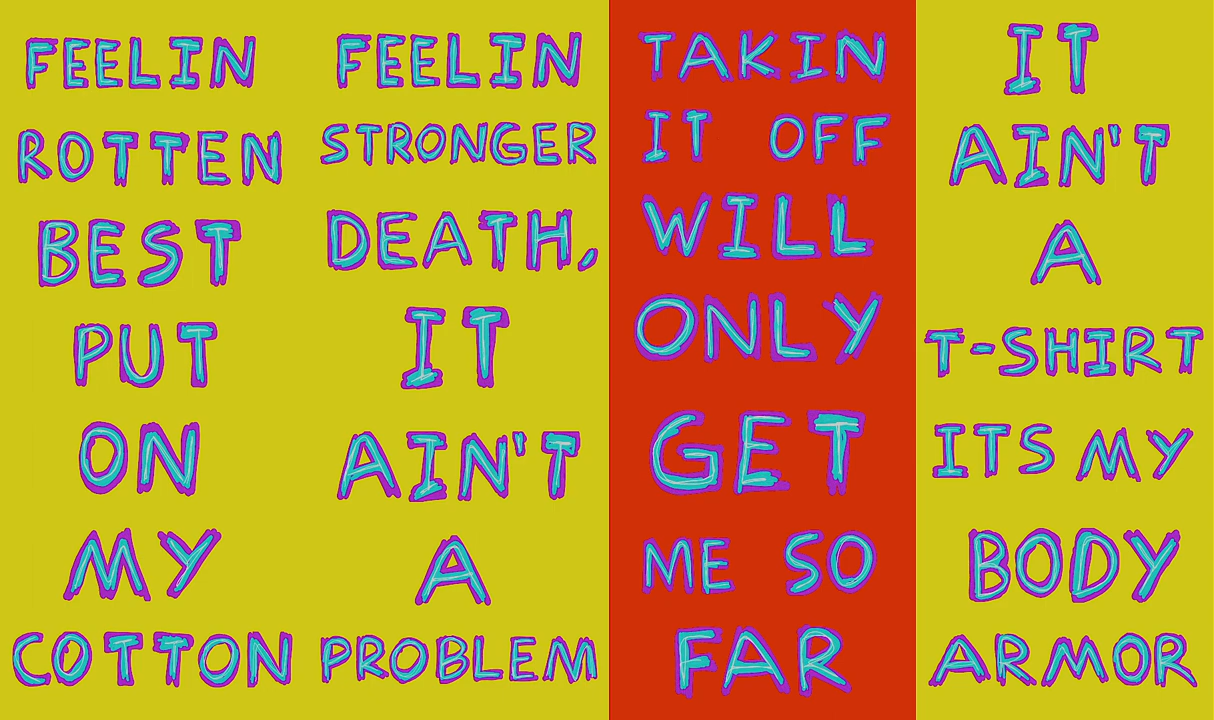 FEELIN
ROTTEN
BEST
PUT
ON
MY
COTTON
FEELIN
STRONGER
DEATH,
IT
AIN'T
A
PROBLEM
TAKIN
IT OFF
WILL
ONLY
GET
ME SO
FAR
IT
AIN'T
A
T-SHIRT
ITS MY
BODY
ARMOR